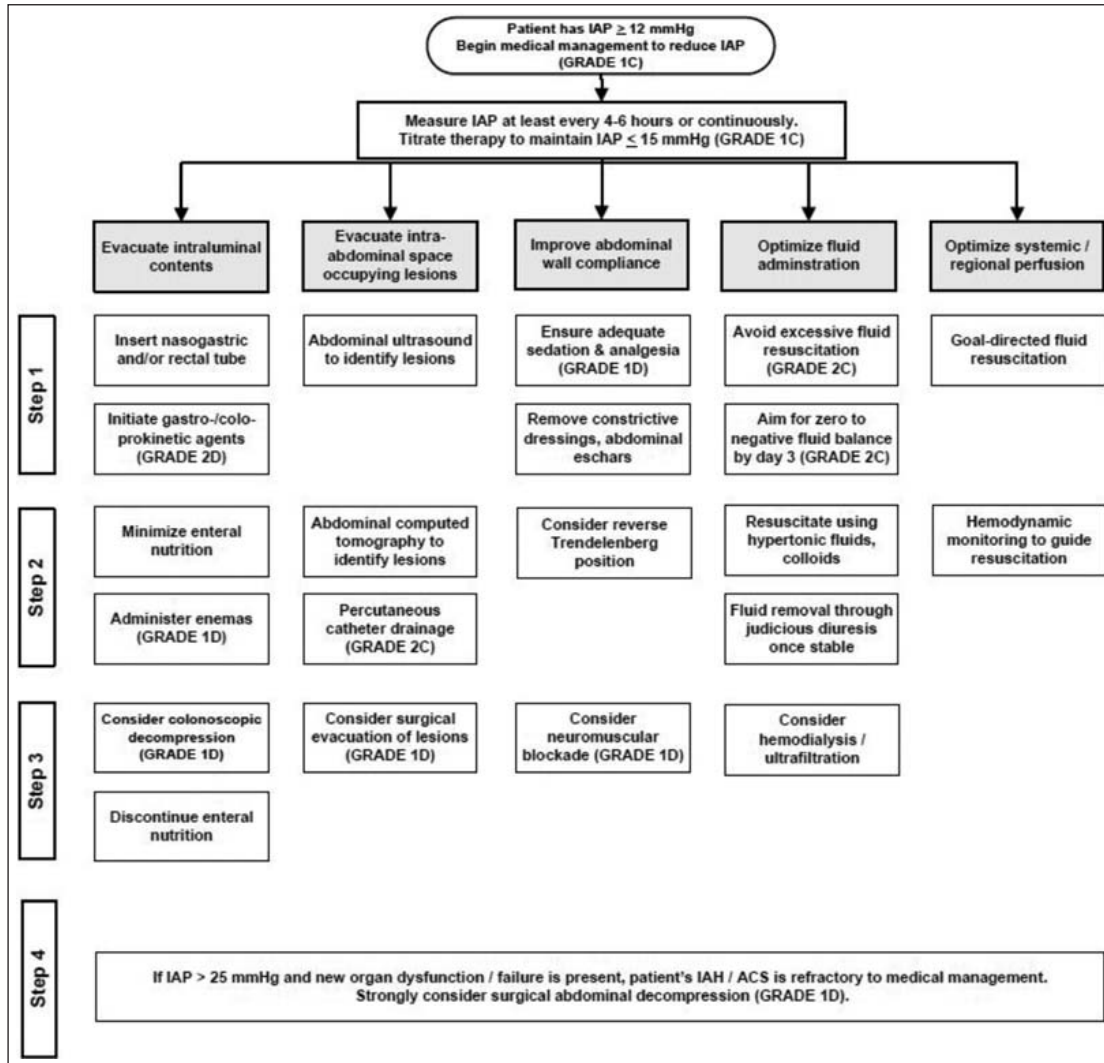 Patient has IAP ≥ 12 mmHg
Begin medical management to reduce IAP
(GRADE 1C)
Measure IAP at least every 4-6 hours or continuously.
Titrate therapy to maintain IAP ≤ 15 mmHg (GRADE 1C)
Evacuate intraluminal
contents
Evacuate intra-
abdominal space
occupying lesions
Improve abdominal
wall compliance
Optimize fluid
adminstration
Optimize systemic /
regional perfusion
Step 1
Insert nasogastric
and/or rectal tube
Abdominal ultrasound
to identify lesions
Ensure adequate
sedation & analgesia
(GRADE 1D)
Avoid excessive fluid
resuscitation
(GRADE 2C)
Goal-directed fluid
resuscitation
Initiate gastro-/colo-
prokinetic agents
(GRADE 2D)
Remove constrictive
dressings, abdominal
eschars
Aim for zero to
negative fluid balance
by day 3 (GRADE 2C)
Step 2
Minimize enteral
nutrition
Abdominal computed
tomography to
identify lesions
Consider reverse
Trendelenberg
position
Resuscitate using
hypertonic fluids,
colloids
Hemodynamic
monitoring to guide
resuscitation
Administer enemas
(GRADE 1D)
Percutaneous
catheter drainage
(GRADE 2C)
Fluid removal through
judicious diuresis
once stable
Step 3
Consider colonoscopic
decompression
(GRADE 1D)
Consider surgical
evacuation of lesions
(GRADE 1D)
Consider
neuromuscular
blockade (GRADE 1D)
Consider
hemodialysis /
ultrafiltration
Discontinue enteral
nutrition
Step 4
If IAP > 25 mmHg and new organ dysfunction / failure is present, patient's IAH / ACS is refractory to medical management.
Strongly consider surgical abdominal decompression (GRADE 1D).